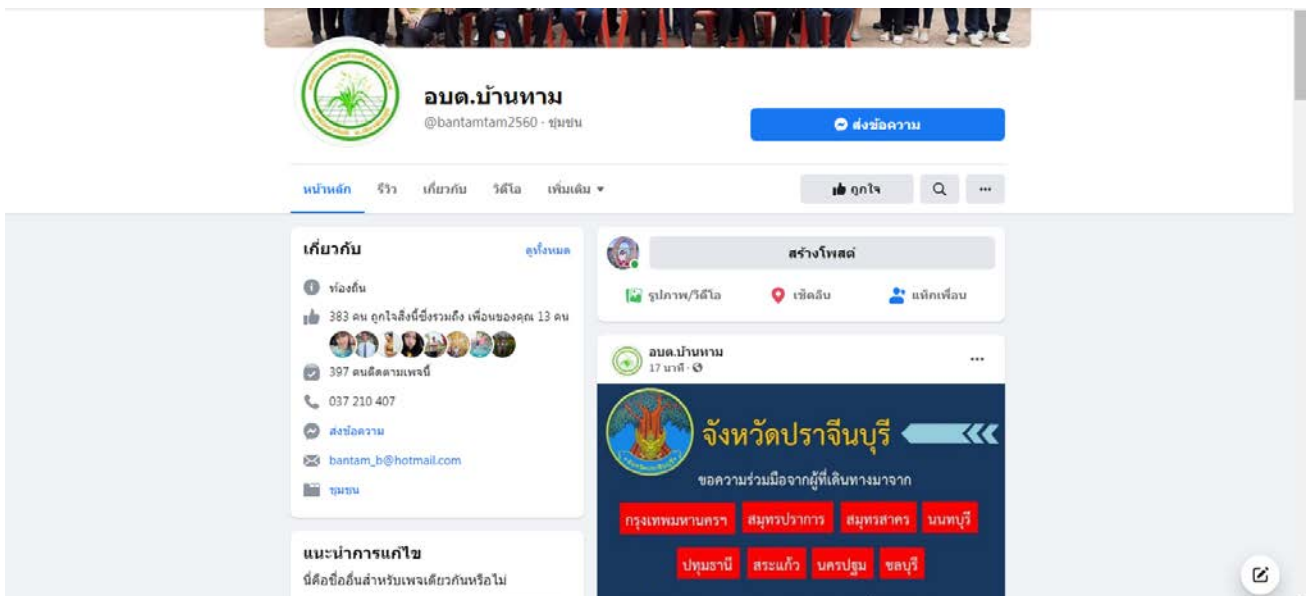 อบต.บ้านทาม
@bantamtam2560 · ชุมชน
ส่งข้อความ
หน้าหลัก รีวิว เกี่ยวกับ วิดีโอ เพิ่มเติม
ถูกใจ
เกี่ยวกับ ดูทั้งหมด
ท้องถิ่น
383 คน ถูกใจสิ่งนี้ซึ่งรวมถึง เพื่อนของคุณ 13 คน
397 คนติดตามเพจนี้
037 210 407
ส่งข้อความ
bantam_b@hotmail.com
ชุมชน
แนะนำการแก้ไข
นี่คือชื่ออื่นสำหรับเพจเดียวกันหรือไม่
สร้างโพสต์
รูปภาพ/วิดีโอ เช็คอิน แท็กเพื่อน
อบต.บ้านทาม
17 นาที ·
จังหวัดปราจีนบุรี
ขอความร่วมมือจากผู้ที่เดินทางมาจาก
กรุงเทพมหานครฯ สมุทรปราการ สมุทรสาคร นนทบุรี
ปทุมธานี สระแก้ว นครปฐม ชลบุรี